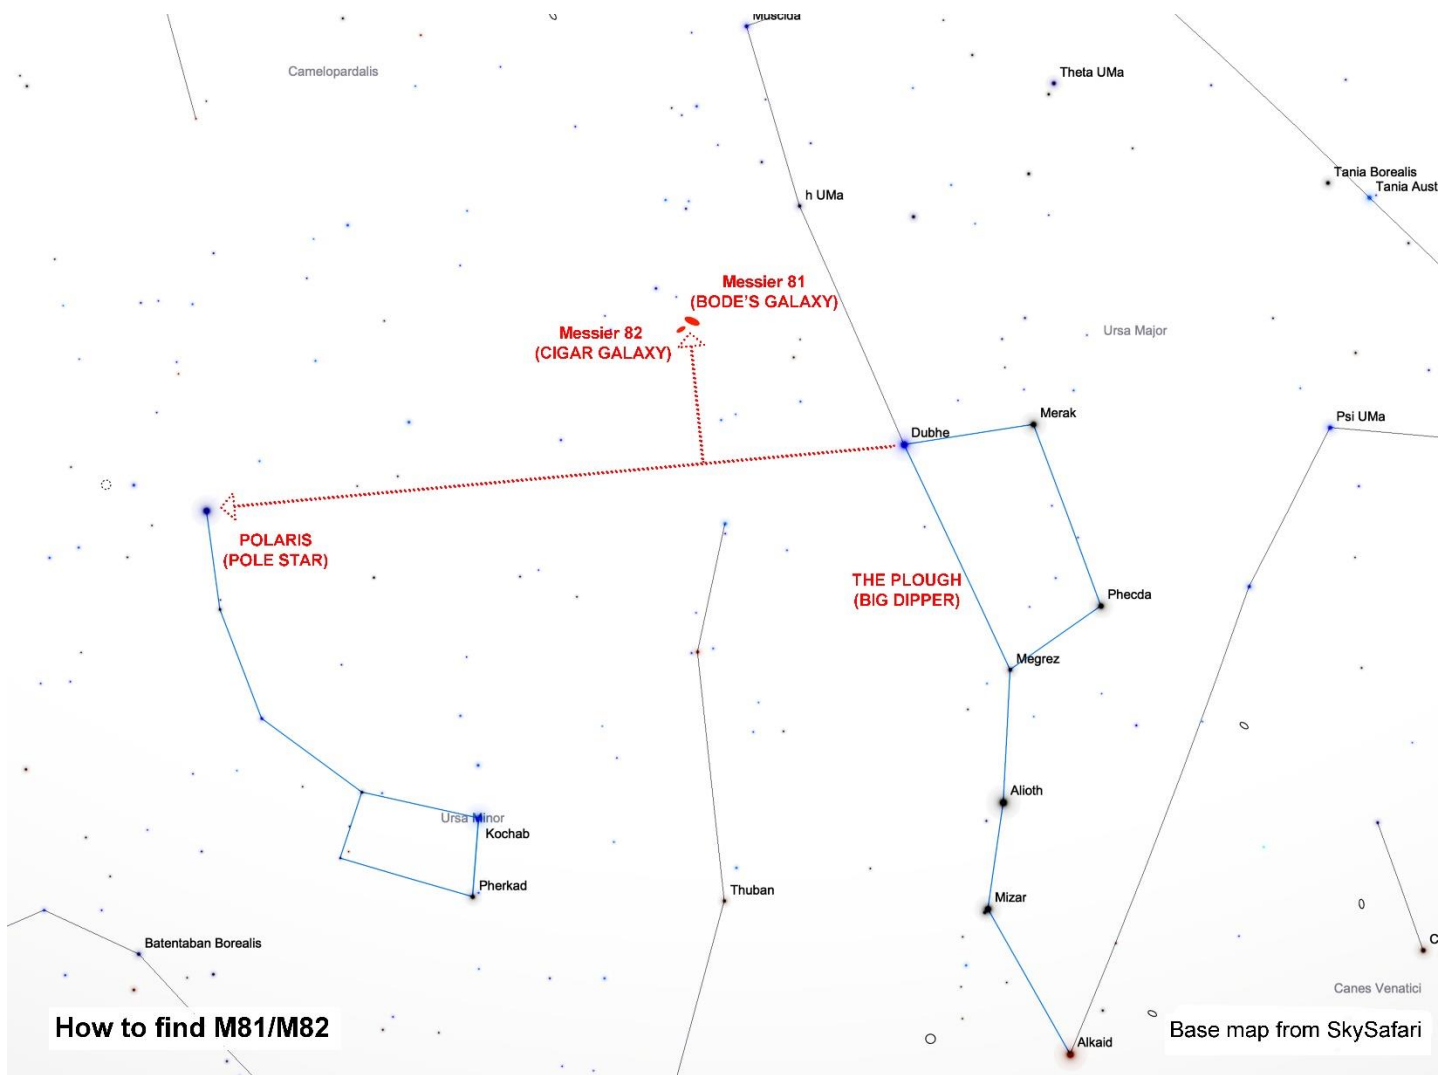 Muscida
Camelopardalis
Theta UMa
Tania Borealis
Tania Aust
h UMa
Messier 81
(BODE'S GALAXY)
Messier 82
(CIGAR GALAXY)
Ursa Major
Merak
Psi UMa
Dubhe
POLARIS
(POLE STAR)
THE PLOUGH
(BIG DIPPER)
Phecda
Megrez
Alioth
Ursa Minor
Kochab
Pherkad
Thuban
Mizar
Batentaban Borealis
C
Canes Venatici
How to find M81/M82
Base map from SkySafari
Alkaid